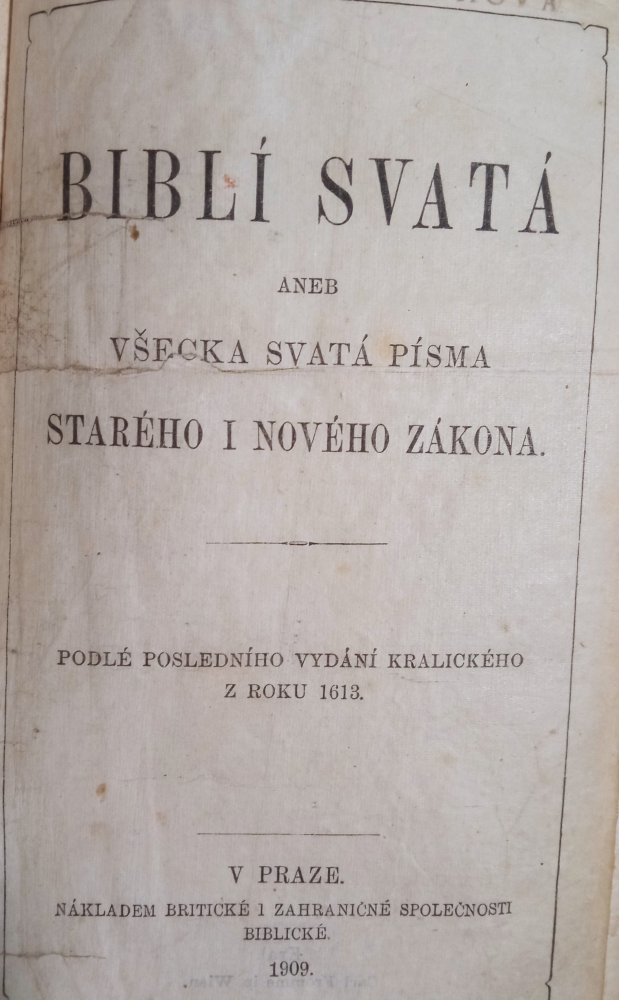 BIBLÍ SVATÁ
ANEB
VŠECKA SVATÁ PÍSMA
STARÉHO I NOVÉHO ZÁKONA.
PODLÉ POSLEDNÍHO VYDÁNÍ KRALICKÉHO
Z ROKU 1613.
V PRAZE.
NÁKLADEM BRITICKÉ I ZAHRANIČNÉ SPOLEČNOSTI
BIBLICKÉ.
1909.